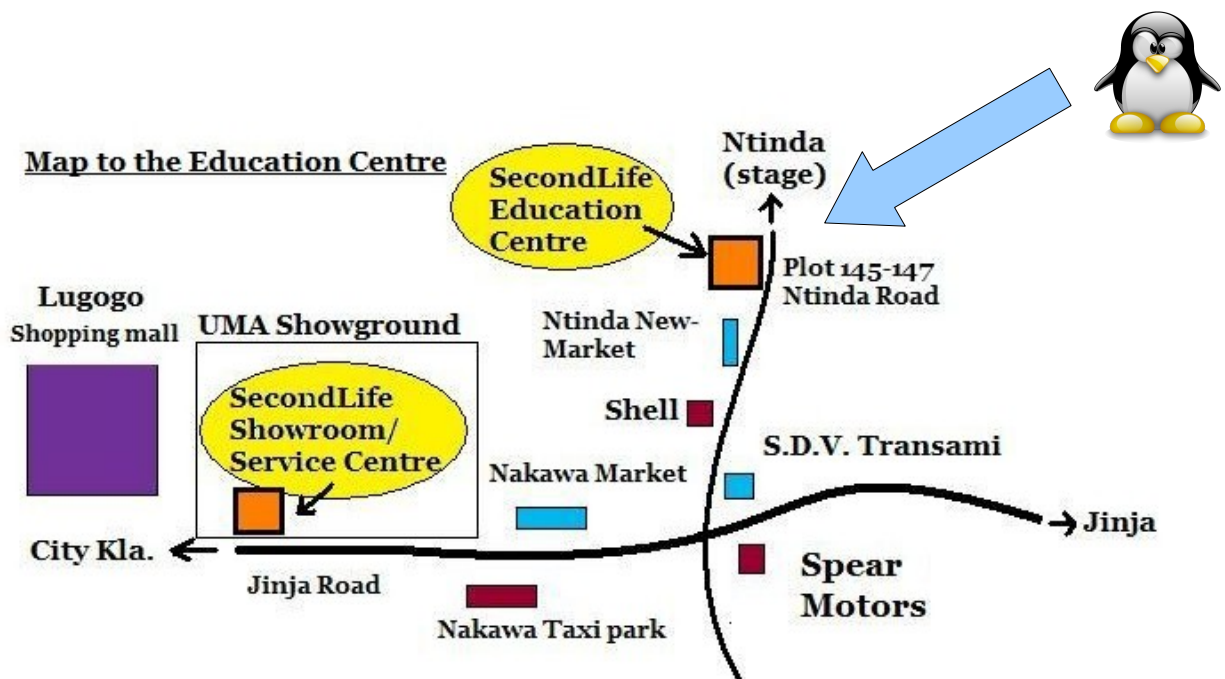 Map to the Education Centre
SecondLife
Education
Centre
Ntinda
(stage)
Plot 145-147
Ntinda Road
Lugogo
Shopping mall
UMA Showground
Ntinda New-
Market
SecondLife
Showroom/
Service Centre
Shell
S.D.V. Transami
Nakawa Market
Jinja
City Kla.
Jinja Road
Spear
Motors
Nakawa Taxi park